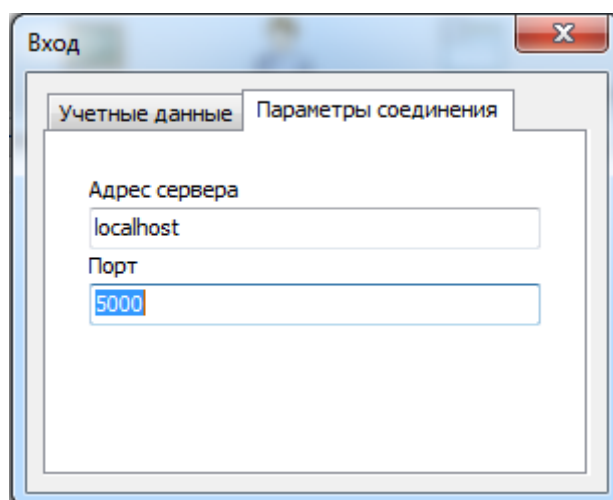 Вход
Учетные данные Параметры соединения
Адрес сервера
localhost
Порт
5000